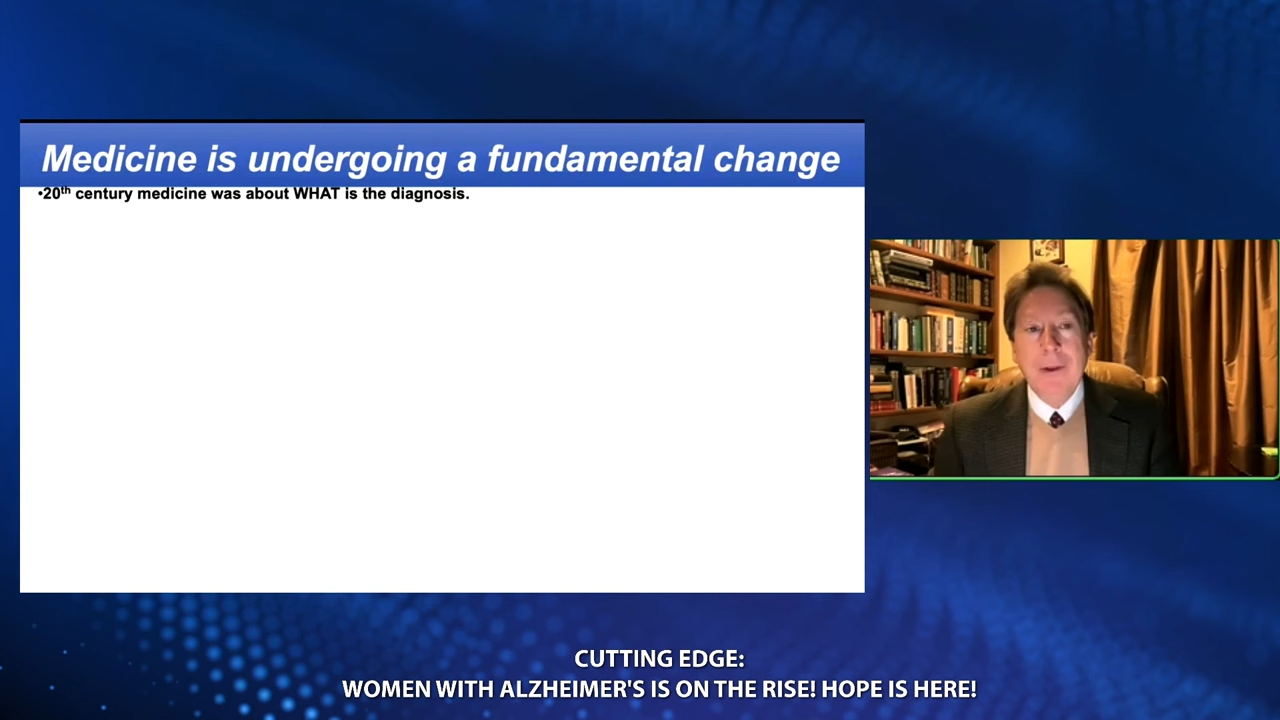 Medicine is undergoing a fundamental change
•20th century medicine was about WHAT is the diagnosis.
CUTTING EDGE:
WOMEN WITH ALZHEIMER'S IS ON THE RISE! HOPE IS HERE!